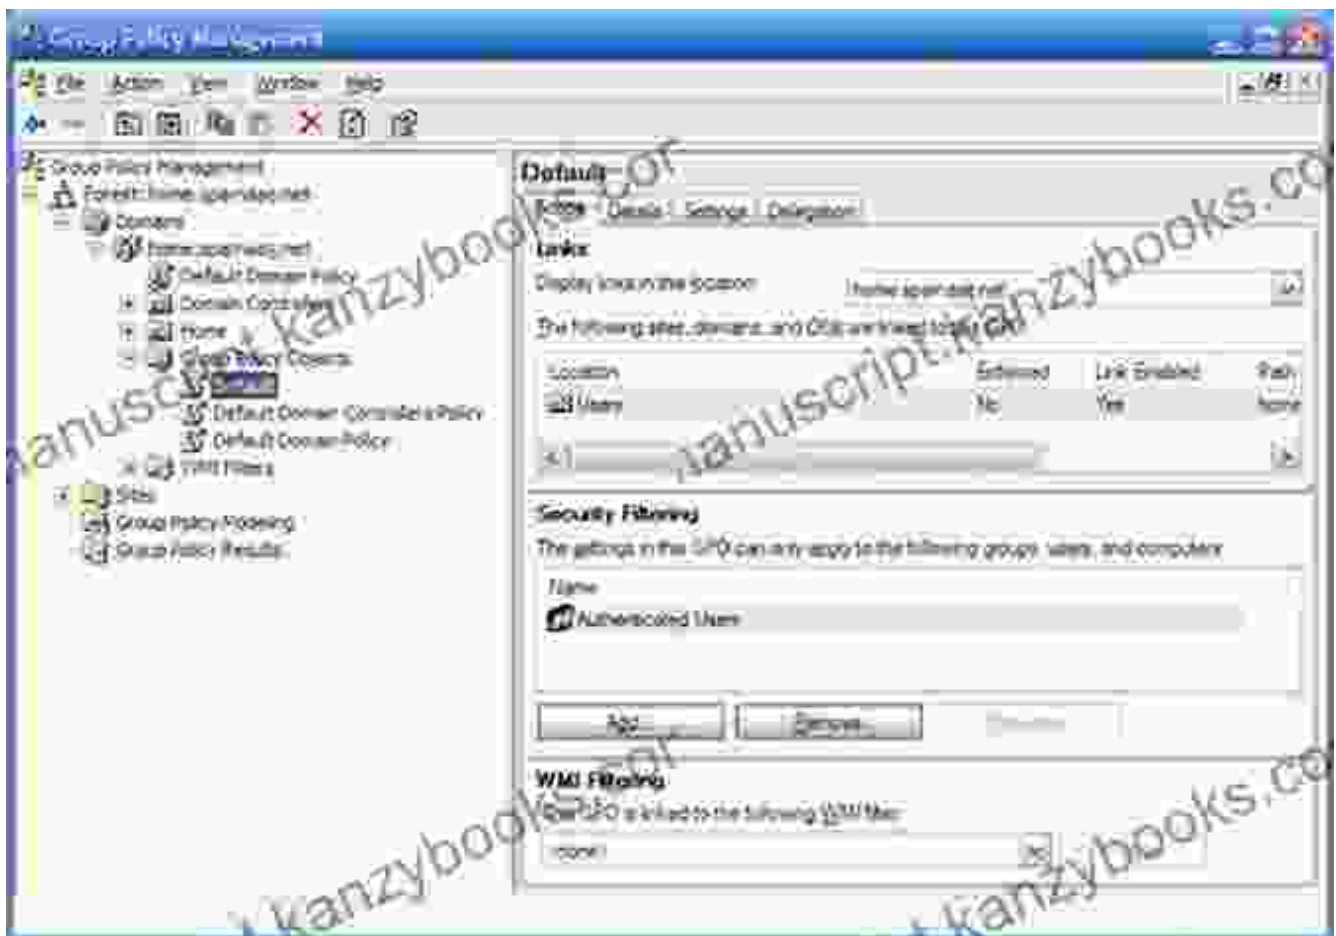 Group Policy Management
File Action View Window Help
Group Policy Management
Forest: home.
Domains
Default Domain Policy
Domain Controllers
Home
Group Policy Objects
Default Domain Controllers Policy
Default Domain Policy
WMI Filters
Sites
Group Policy Modeling
Group Policy Results
Default
Scope Details Settings Delegation
Links
Display links in this location:
The following sites, domains, and OUs are linked to this GPO:
Location Enforced Link Enabled Path
Users No Yes home
Security Filtering
The settings in this GPO can only apply to the following groups, users, and computers:
Name
Authenticated Users
Add... Remove
WMI Filtering
This GPO is linked to the following WMI filter:
<none>
manuscript.kanzybooks.com